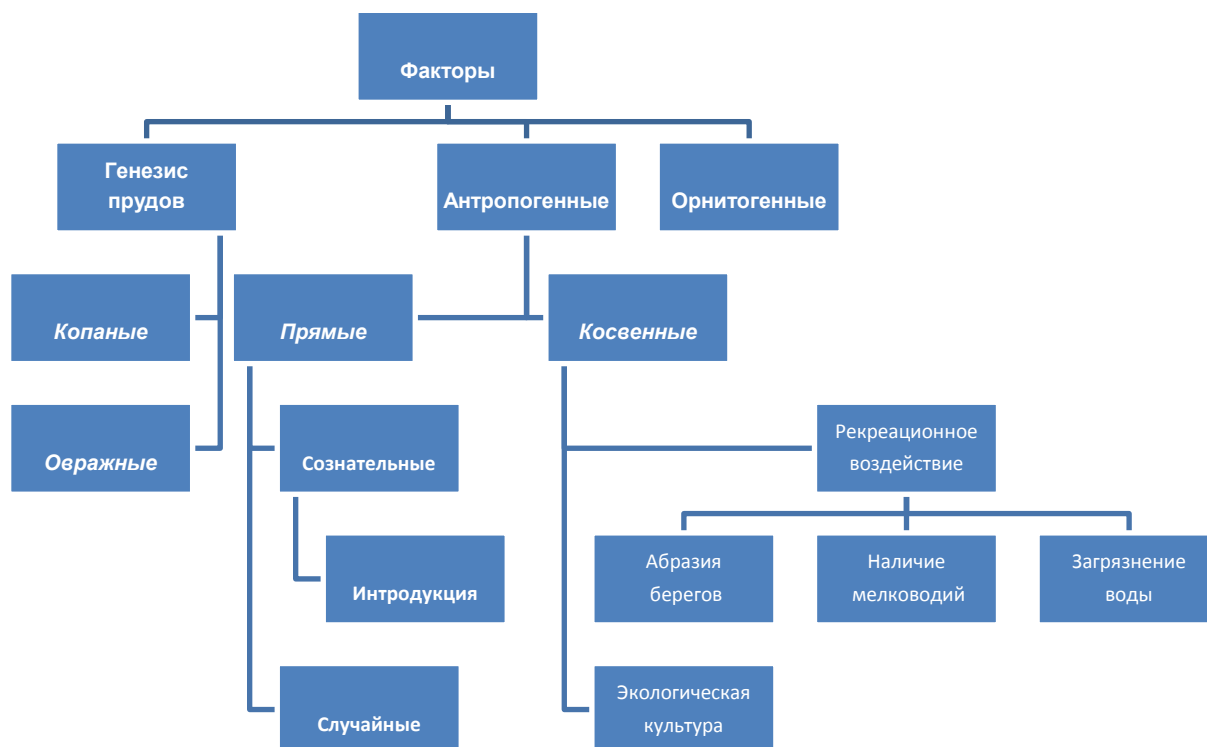 Факторы
Генезис
прудов
Антропогенные
Орнитогенные
Копаные
Прямые
Косвенные
Овражные
Сознательные
Рекреационное
воздействие
Интродукция
Абразия
берегов
Наличие
мелководий
Загрязнение
воды
Случайные
Экологическая
культура